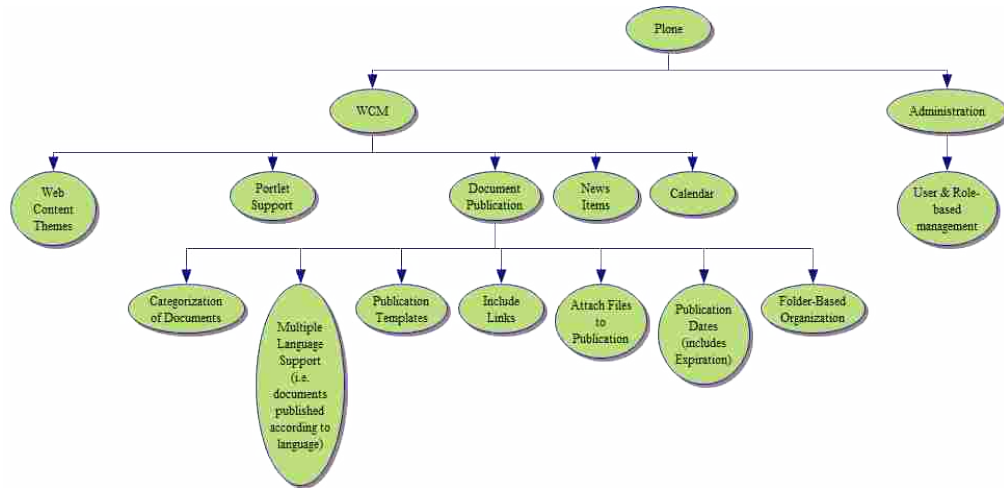 Plone
WCM
Administration
Web
Content
Themes
Portlet
Support
Document
Publication
News
Items
Calendar
User & Role-
based
management
Categorization
of Documents
Multiple
Language
Support
(i.e.
documents
published
according to
language)
Publication
Templates
Include
Links
Attach Files
to
Publication
Publication
Dates
(includes
Expiration)
Folder-Based
Organization